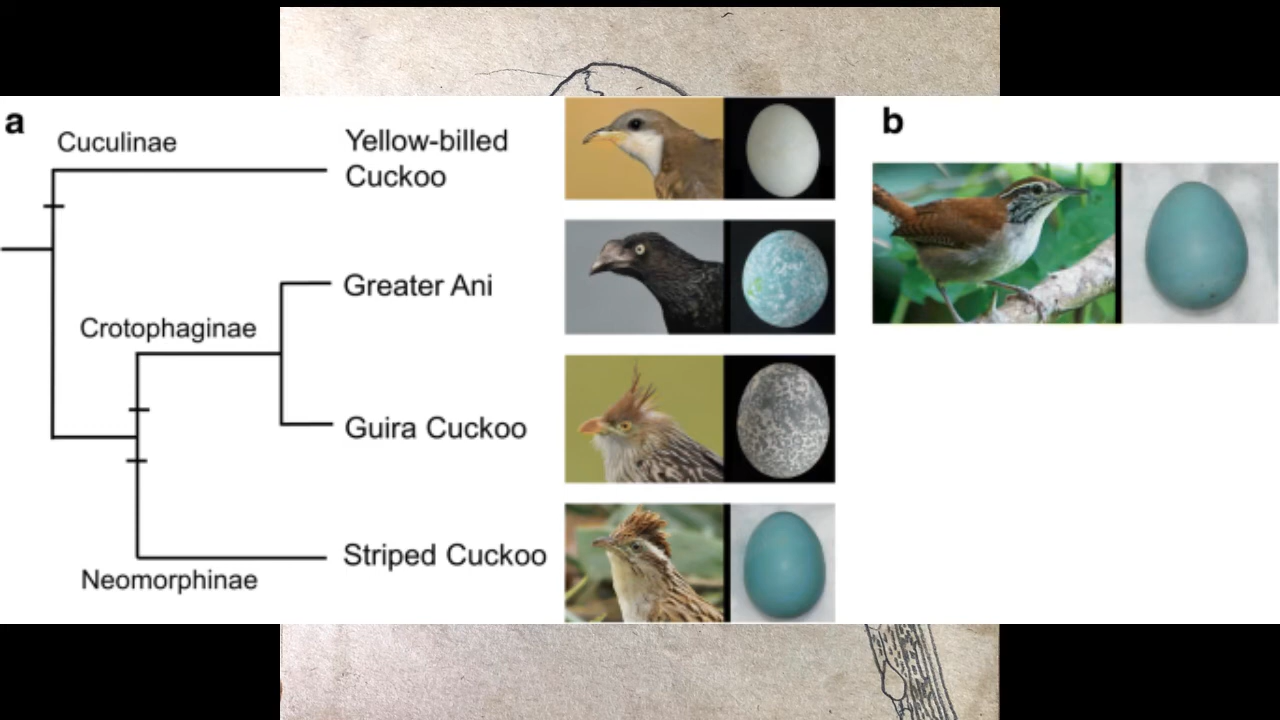 a
Cuculinae
Yellow-billed
Cuckoo
Greater Ani
Crotophaginae
Guira Cuckoo
Striped Cuckoo
Neomorphinae
b